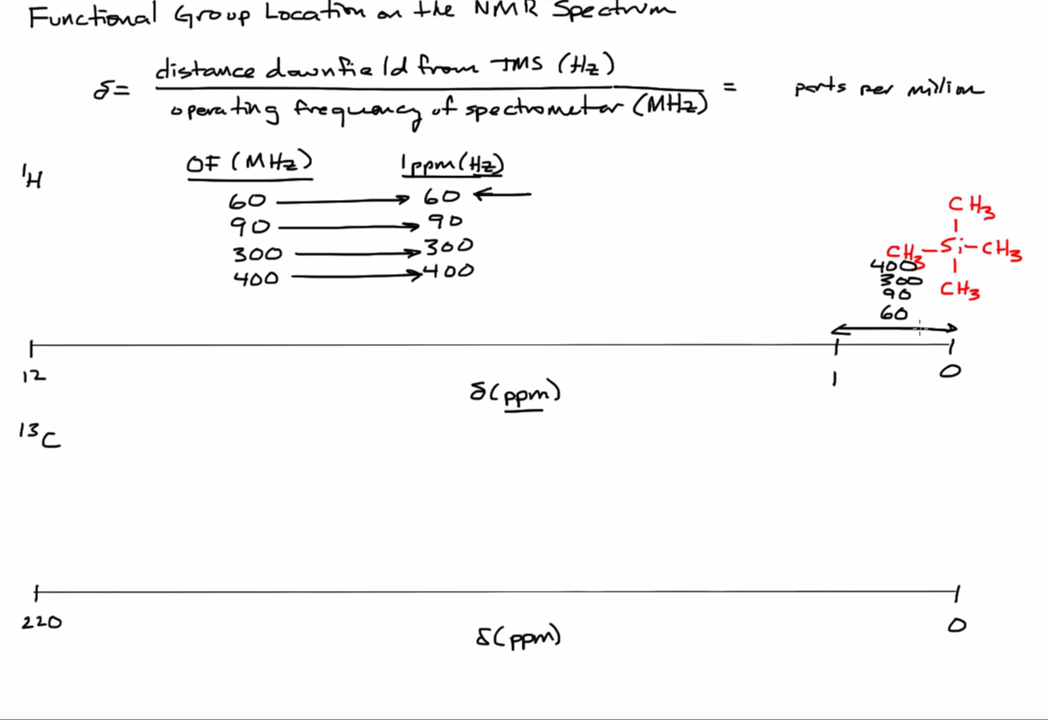 Functional Group Location on the NMR Spectrum
δ = distance downfield from TMS (Hz)
operating frequency of spectrometer (MHz) = parts per million
¹H
OF (MHz) 1ppm (Hz)
60 → 60 ←
90 → 90
300 → 300
400 → 400
CH₃
CH₃–Si–CH₃
CH₃
400
300
90
60
12 1 0
δ(ppm)
¹³C
220 0
δ(ppm)